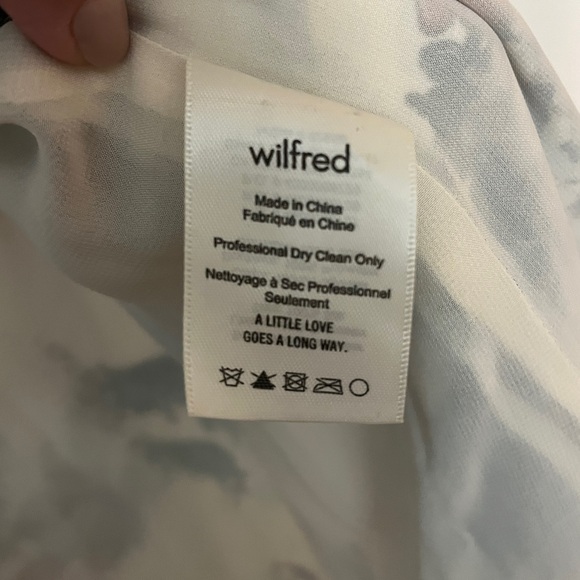 wilfred
Made in China
Fabriqué en Chine
Professional Dry Clean Only
Nettoyage à Sec Professionnel
Seulement
A LITTLE LOVE
GOES A LONG WAY.